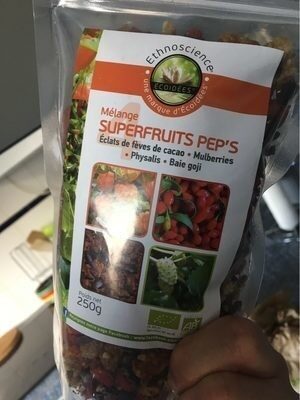 Ethnoscience
ECOIDÉES
une marque d'Ecoidées
Mélange
SUPERFRUITS PEP'S
Éclats de fèves de cacao • Mulberries
• Physalis • Baie goji
Poids net
250g
AB